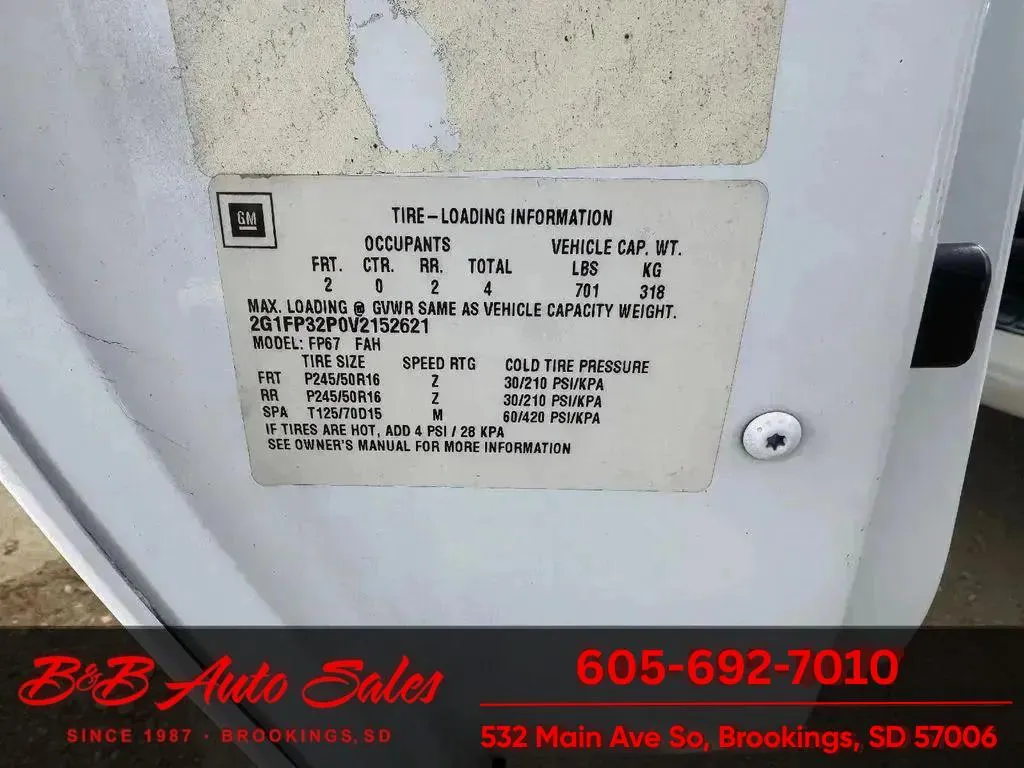 GM
TIRE-LOADING INFORMATION
OCCUPANTS VEHICLE CAP. WT.
FRT. CTR. RR. TOTAL LBS KG
2 0 2 4 701 318
MAX. LOADING @ GVWR SAME AS VEHICLE CAPACITY WEIGHT.
2G1FP32P0V2152621
MODEL: FP67 FAH
TIRE SIZE SPEED RTG COLD TIRE PRESSURE
FRT P245/50R16 Z 30/210 PSI/KPA
RR P245/50R16 Z 30/210 PSI/KPA
SPA T125/70D15 M 60/420 PSI/KPA
IF TIRES ARE HOT, ADD 4 PSI / 28 KPA
SEE OWNER'S MANUAL FOR MORE INFORMATION
B&B Auto Sales
SINCE 1987 · BROOKINGS, SD
605-692-7010
532 Main Ave So, Brookings, SD 57006